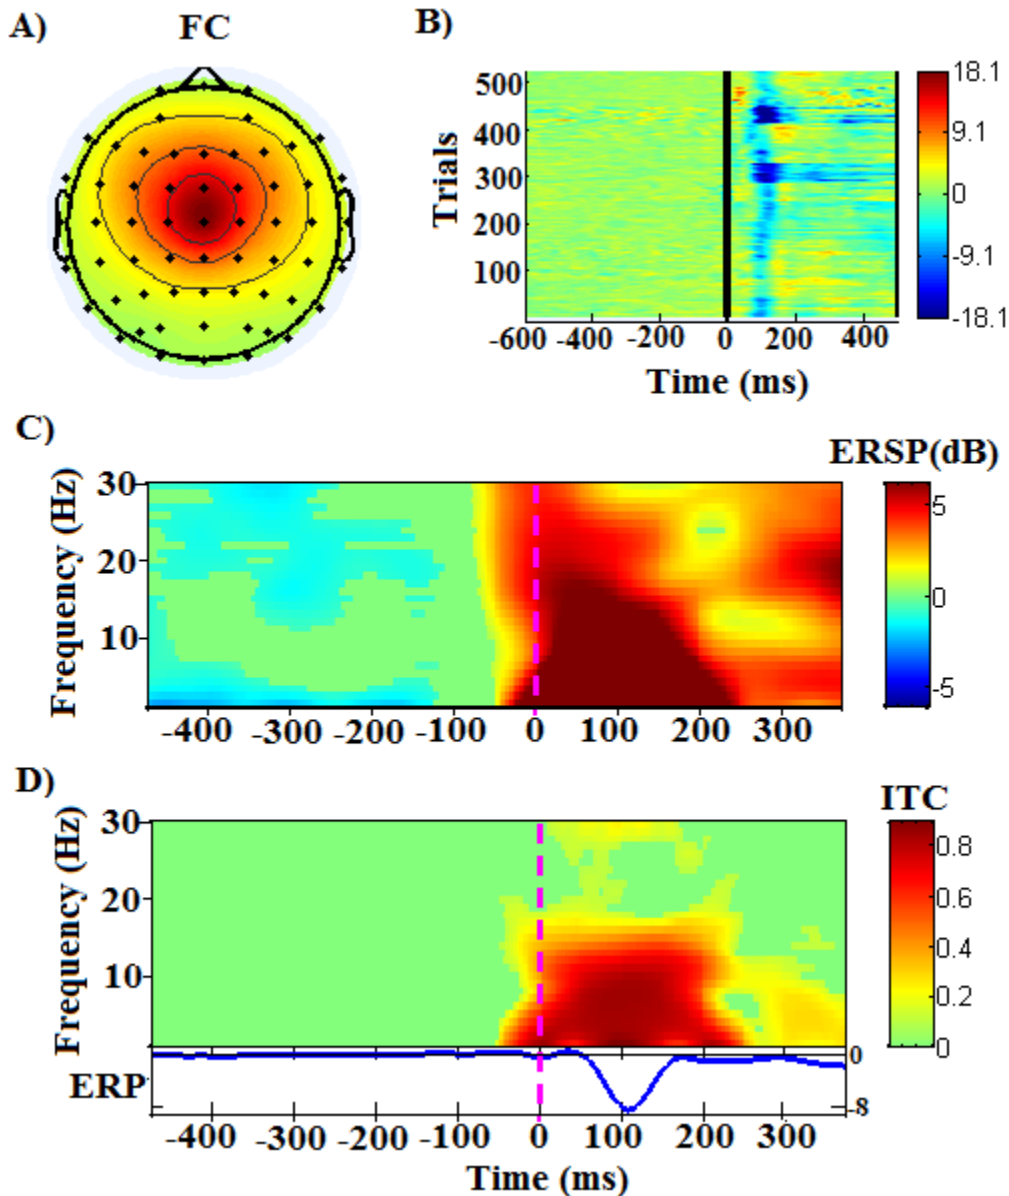 A) FC
B)
Trials
500
400
300
200
100
-600 -400 -200 0 200 400
Time (ms)
18.1
9.1
0
-9.1
-18.1
C)
ERSP(dB)
Frequency (Hz)
30
20
10
-400 -300 -200 -100 0 100 200 300
5
0
-5
D)
ITC
Frequency (Hz)
30
20
10
0.8
0.6
0.4
0.2
0
ERP
0
-8
-400 -300 -200 -100 0 100 200 300
Time (ms)